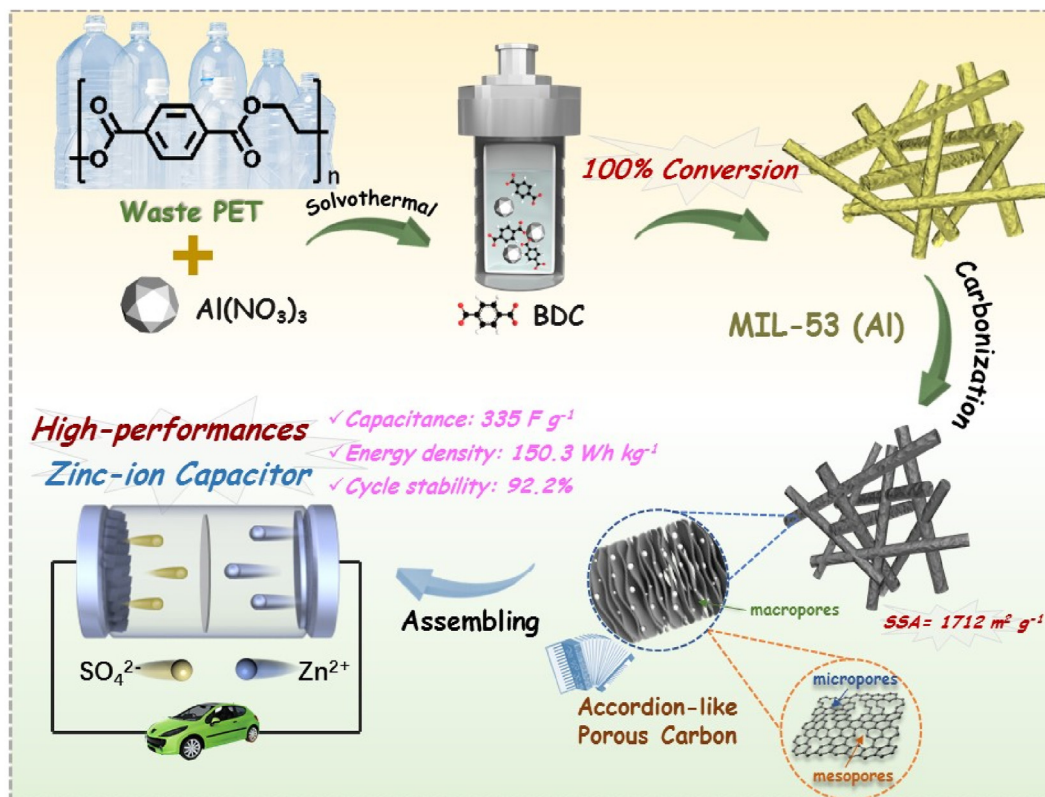 O
O
O
O
n
Waste PET
Al(NO₃)₃
Solvothermal
BDC
100% Conversion
MIL-53 (Al)
Carbonization
SSA= 1712 m² g⁻¹
macropores
micropores
mesopores
Accordion-like
Porous Carbon
Assembling
High-performances
Zinc-ion Capacitor
✓Capacitance: 335 F g⁻¹
✓Energy density: 150.3 Wh kg⁻¹
✓Cycle stability: 92.2%
SO₄²⁻
Zn²⁺